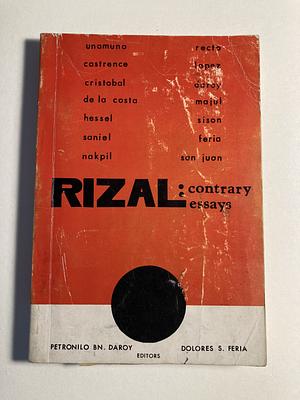 unamuno recto
castrence lopez
cristobal daroy
de la costa majul
hessel sison
saniel feria
nakpil san juan
RIZAL: contrary
essays
PETRONILO BN. DAROY DOLORES S. FERIA
EDITORS